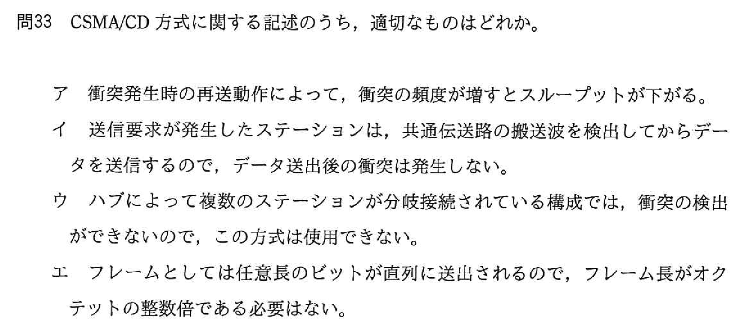 問33 CSMA/CD 方式に関する記述のうち，適切なものはどれか。
ア 衝突発生時の再送動作によって，衝突の頻度が増すとスループットが下がる。
イ 送信要求が発生したステーションは，共通伝送路の搬送波を検出してからデー
タを送信するので，データ送出後の衝突は発生しない。
ウ ハブによって複数のステーションが分岐接続されている構成では，衝突の検出
ができないので，この方式は使用できない。
エ フレームとしては任意長のビットが直列に送出されるので，フレーム長がオク
テットの整数倍である必要はない。